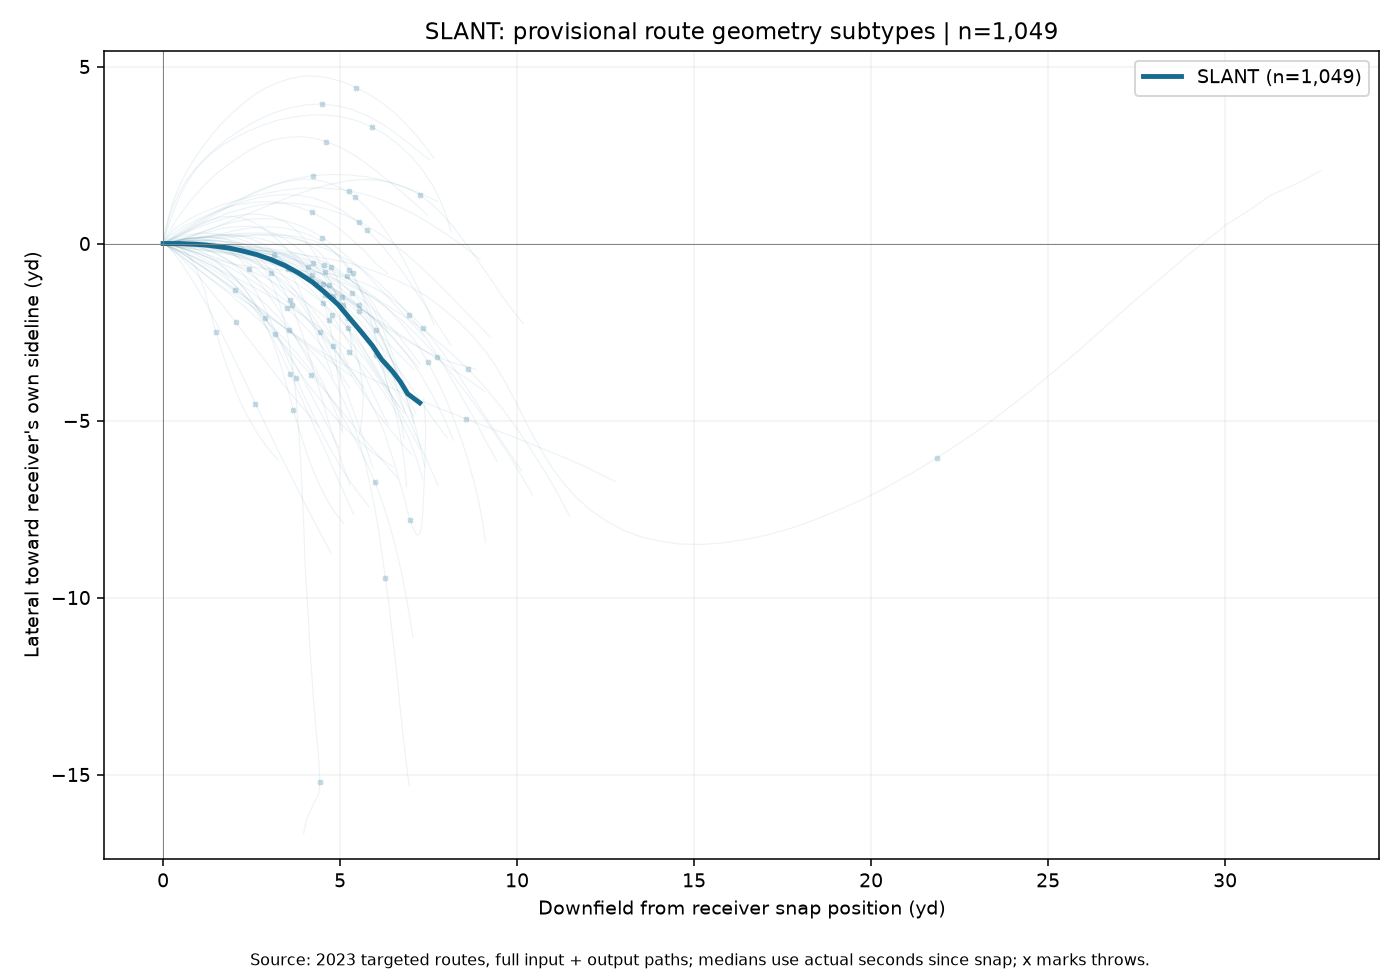 SLANT: provisional route geometry subtypes | n=1,049
SLANT (n=1,049)
5
0
−5
−10
−15
Lateral toward receiver's own sideline (yd)
0 5 10 15 20 25 30
Downfield from receiver snap position (yd)
Source: 2023 targeted routes, full input + output paths; medians use actual seconds since snap; x marks throws.